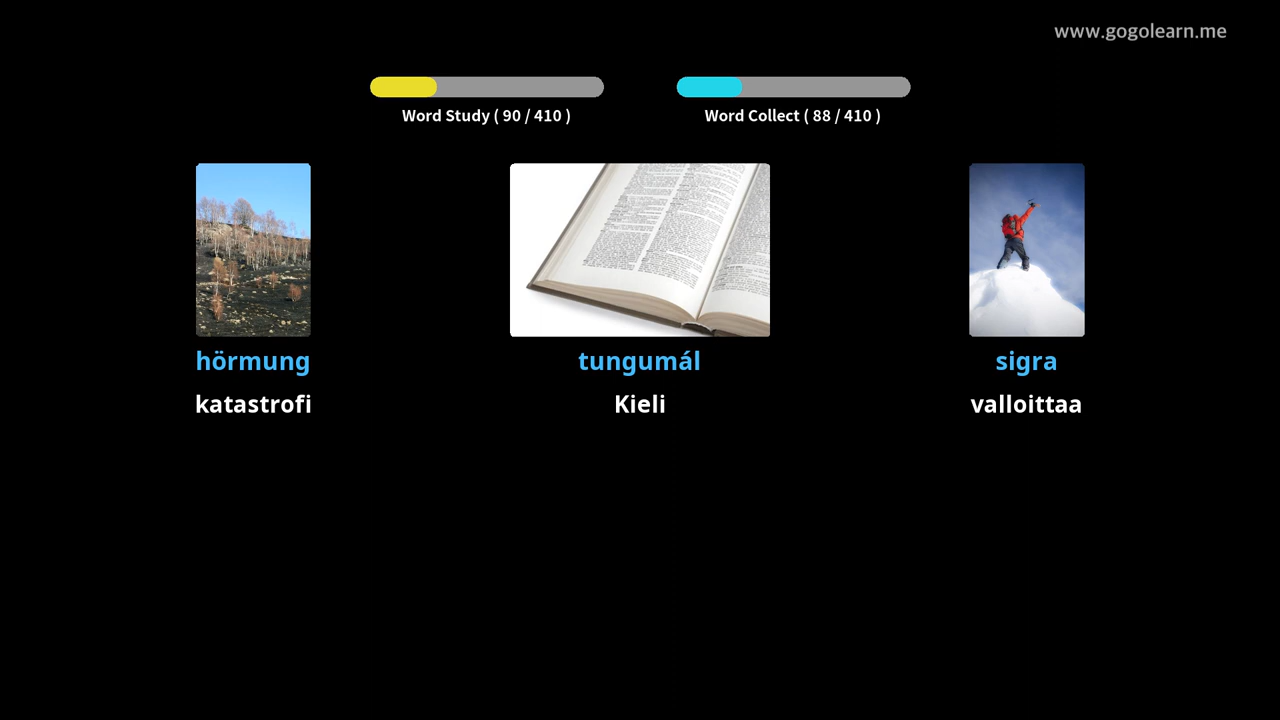 www.gogolearn.me
Word Study ( 90 / 410 )
Word Collect ( 88 / 410 )
hörmung
tungumál
sigra
katastrofi
Kieli
valloittaa